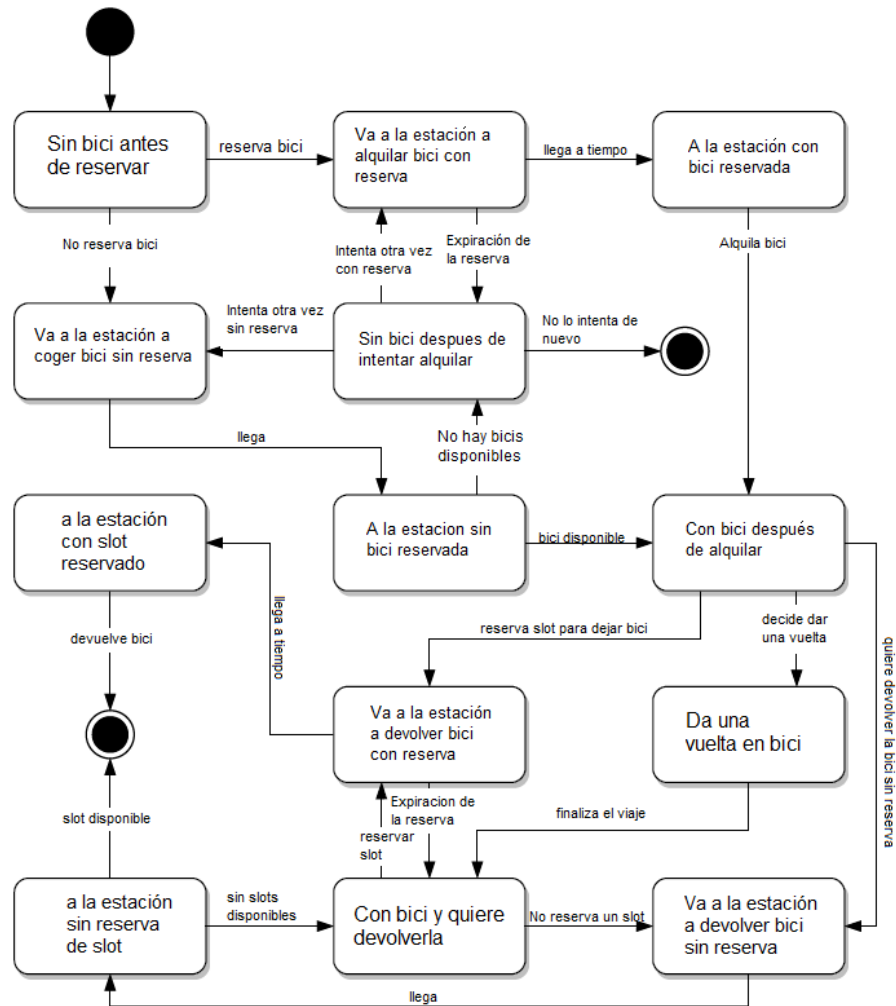 Sin bici antes
de reservar
reserva bici
Va a la estación a
alquilar bici con
reserva
llega a tiempo
A la estación con
bici reservada
No reserva bici
Intenta otra vez
con reserva
Expiración de
la reserva
Alquila bici
Va a la estación a
coger bici sin reserva
Intenta otra vez
sin reserva
Sin bici despues de
intentar alquilar
No lo intenta de
nuevo
llega
No hay bicis
disponibles
a la estación
con slot
reservado
A la estacion sin
bici reservada
bici disponible
Con bici después
de alquilar
llega a tiempo
reserva slot para dejar bici
decide dar
una vuelta
quiere devolver la bici sin reserva
devuelve bici
Va a la estación
a devolver bici
con reserva
Da una
vuelta en bici
slot disponible
Expiracion de
la reserva
reservar
slot
finaliza el viaje
a la estación
sin reserva
de slot
sin slots
disponibles
Con bici y quiere
devolverla
No reserva un slot
Va a la estación
a devolver bici
sin reserva
llega